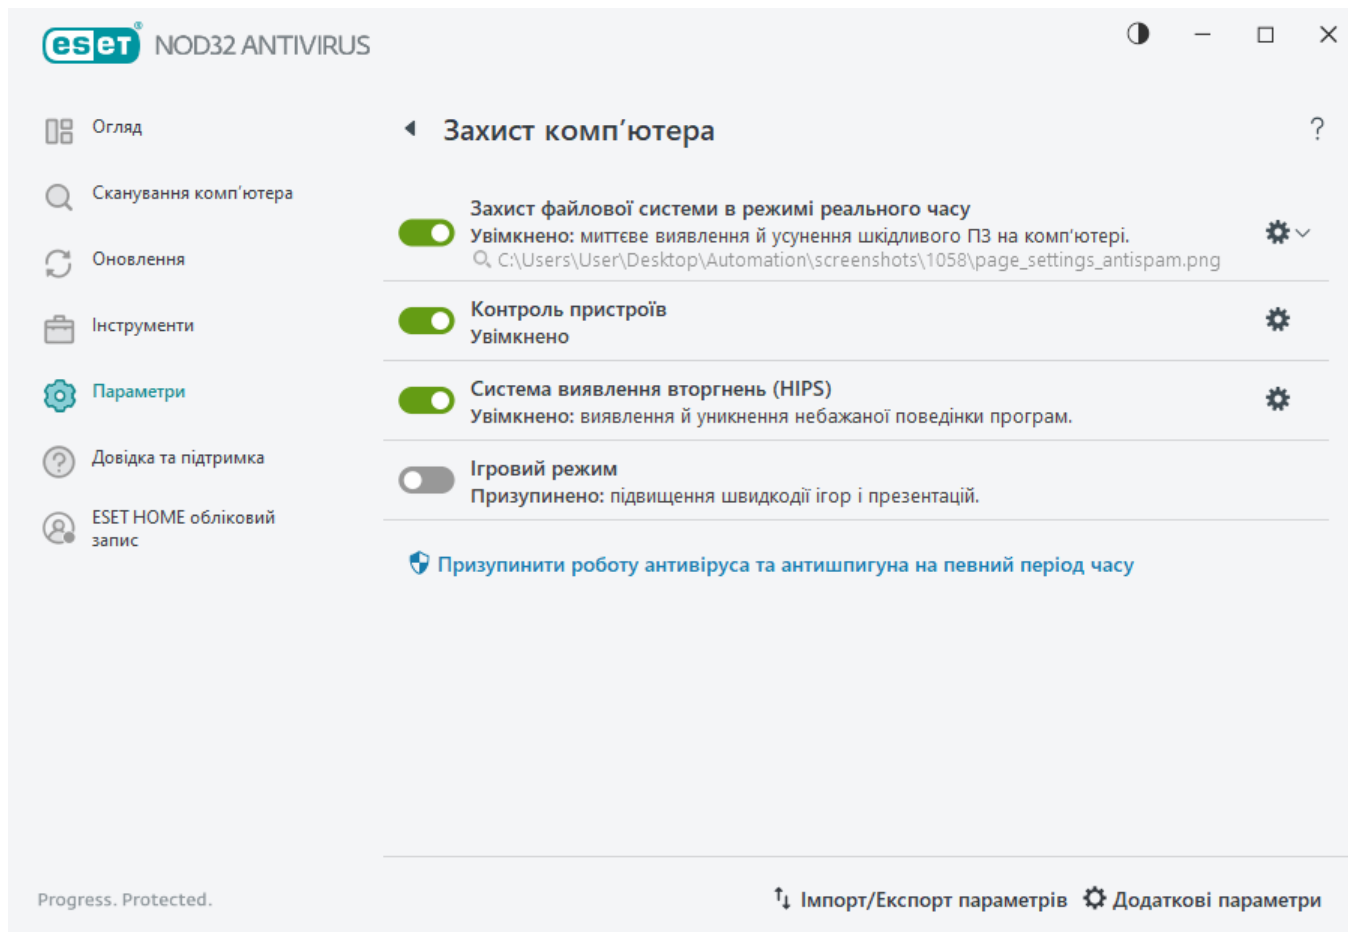 eset® NOD32 ANTIVIRUS
Огляд
Сканування комп'ютера
Оновлення
Інструменти
Параметри
Довідка та підтримка
ESET HOME обліковий
запис
Захист комп'ютера
?
Захист файлової системи в режимі реального часу
Увімкнено: миттєве виявлення й усунення шкідливого ПЗ на комп'ютері.
C:\Users\User\Desktop\Automation\screenshots\1058\page_settings_antispam.png
Контроль пристроїв
Увімкнено
Система виявлення вторгнень (HIPS)
Увімкнено: виявлення й уникнення небажаної поведінки програм.
Ігровий режим
Призупинено: підвищення швидкодії ігор і презентацій.
Призупинити роботу антивіруса та антишпигуна на певний період часу
Progress. Protected.
Імпорт/Експорт параметрів Додаткові параметри